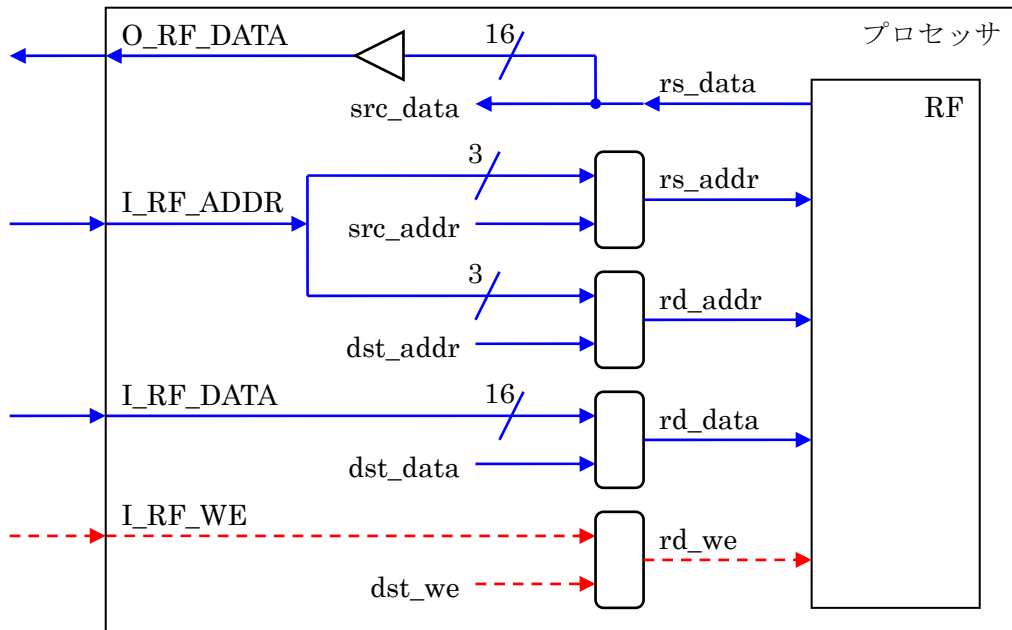 O_RF_DATA
16
プロセッサ
src_data
rs_data
RF
3
I_RF_ADDR
rs_addr
src_addr
3
rd_addr
dst_addr
I_RF_DATA
16
rd_data
dst_data
I_RF_WE
rd_we
dst_we